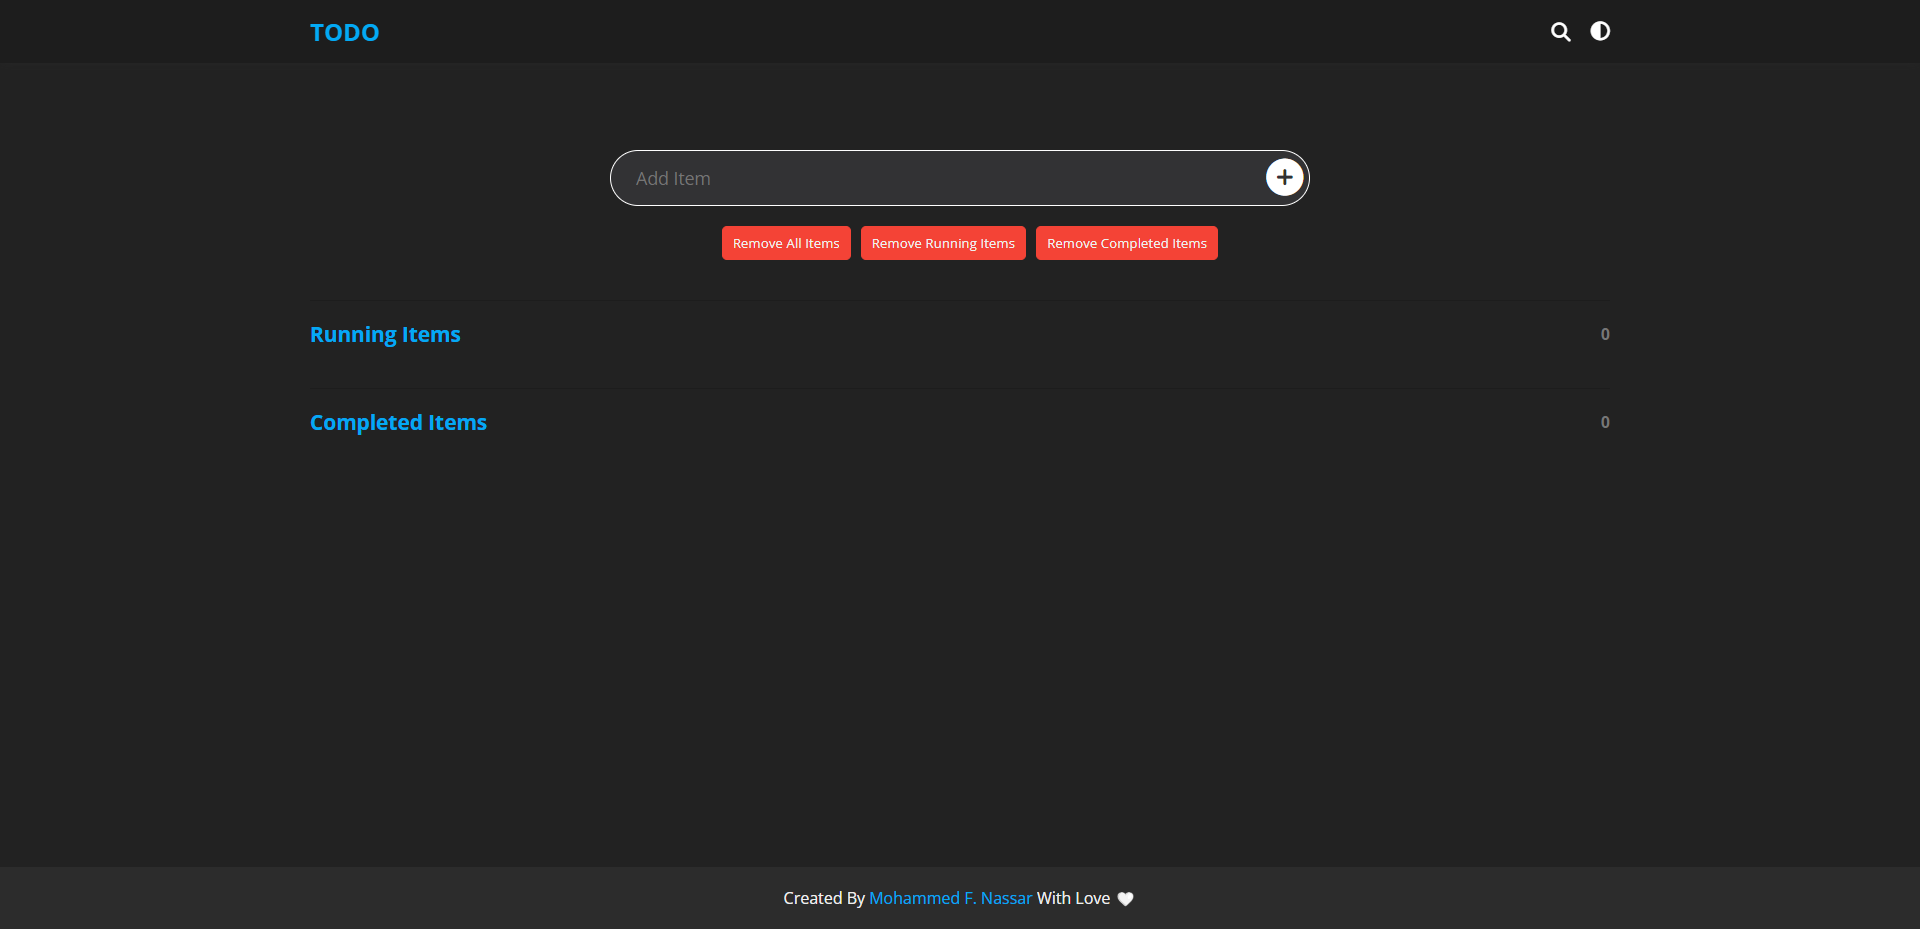 TODO
Add Item
Remove All Items Remove Running Items Remove Completed Items
Running Items 0
Completed Items 0
Created By Mohammed F. Nassar With Love